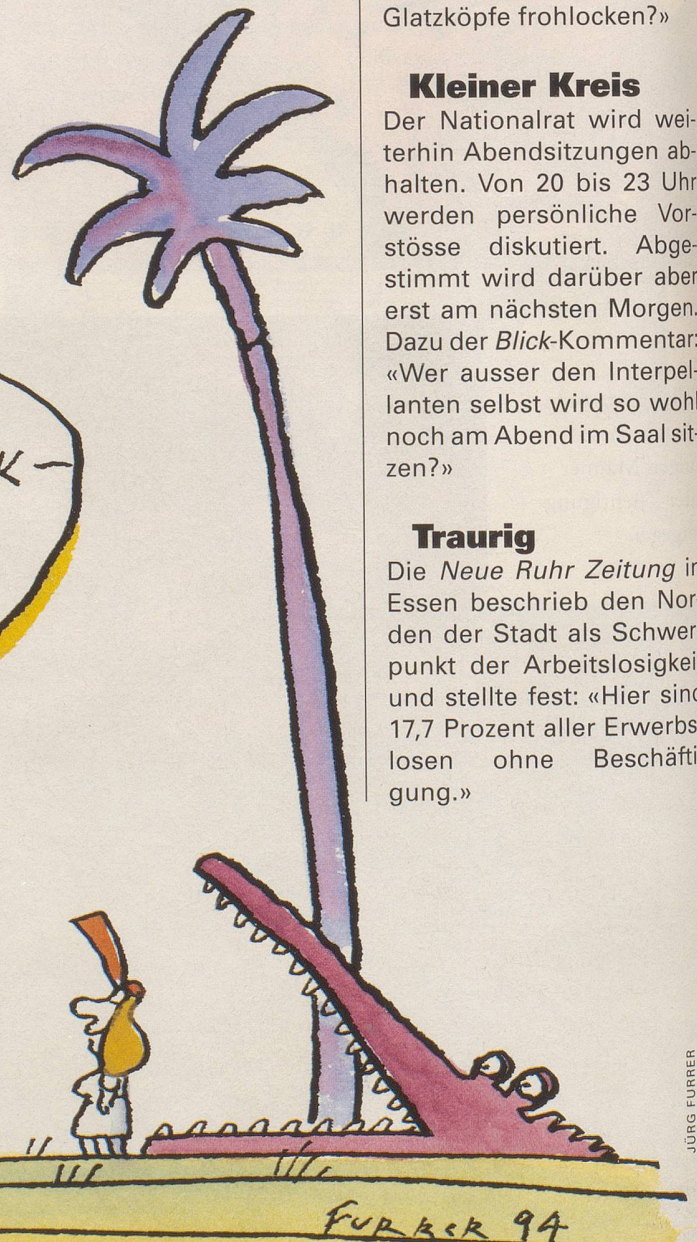 Glatzköpfe frohlocken?»
Kleiner Kreis
Der Nationalrat wird wei-
terhin Abendsitzungen ab-
halten. Von 20 bis 23 Uhr
werden persönliche Vor-
stösse diskutiert. Abge-
stimmt wird darüber aber
erst am nächsten Morgen.
Dazu der Blick-Kommentar:
«Wer ausser den Interpel-
lanten selbst wird so wohl
noch am Abend im Saal sit-
zen?»
Traurig
Die Neue Ruhr Zeitung in
Essen beschrieb den Nor
den der Stadt als Schwer
punkt der Arbeitslosigkei
und stellte fest: «Hier sind
17,7 Prozent aller Erwerbs
losen ohne Beschäfti
gung.»
JÜRG FURRER
FURRER 94